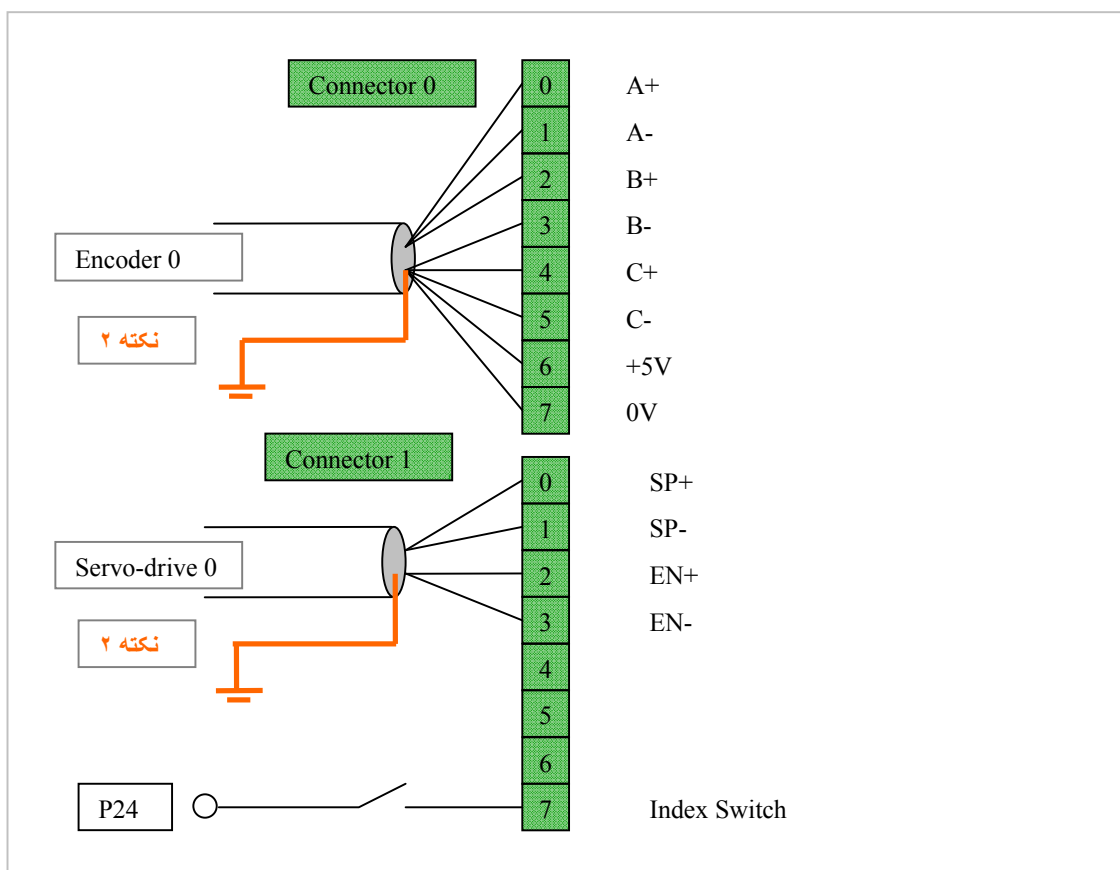 Connector 0
0 A+
1 A-
2 B+
3 B-
Encoder 0
4 C+
5 C-
نکته ۲
6 +5V
7 0V
Connector 1
0 SP+
1 SP-
Servo-drive 0
2 EN+
3 EN-
نکته ۲
4
5
6
P24
7 Index Switch